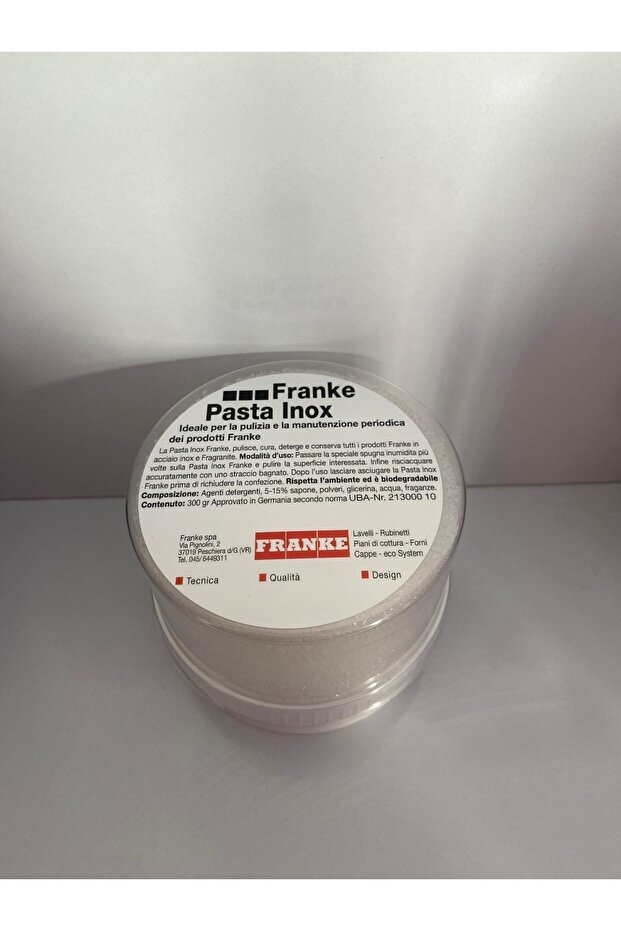 Franke
Pasta Inox
Ideale per la pulizia e la manutenzione periodica
dei prodotti Franke
La Pasta Inox Franke, pulisce, cura, deterge e conserva tutti i prodotti Franke in
acciaio inox e Fragranite. Modalità d'uso: Passare la speciale spugna inumidita più
volte sulla Pasta Inox Franke e pulire la superficie interessata. Infine risciacquare
accuratamente con uno straccio bagnato. Dopo l'uso lasciare asciugare la Pasta Inox
Franke prima di richiudere la confezione. Rispetta l'ambiente ed è biodegradabile
Composizione: Agenti detergenti, 5-15% sapone, polveri, glicerina, acqua, fraganze.
Contenuto: 300 gr Approvato in Germania secondo norma UBA-Nr. 213000 10
Franke spa
Via Pignolini, 2
37019 Peschiera d/G (VR)
Tel. 045/6449311
FRANKE
Lavelli - Rubinetti
Piani di cottura - Forni
Cappe - eco System
Tecnica
Qualità
Design